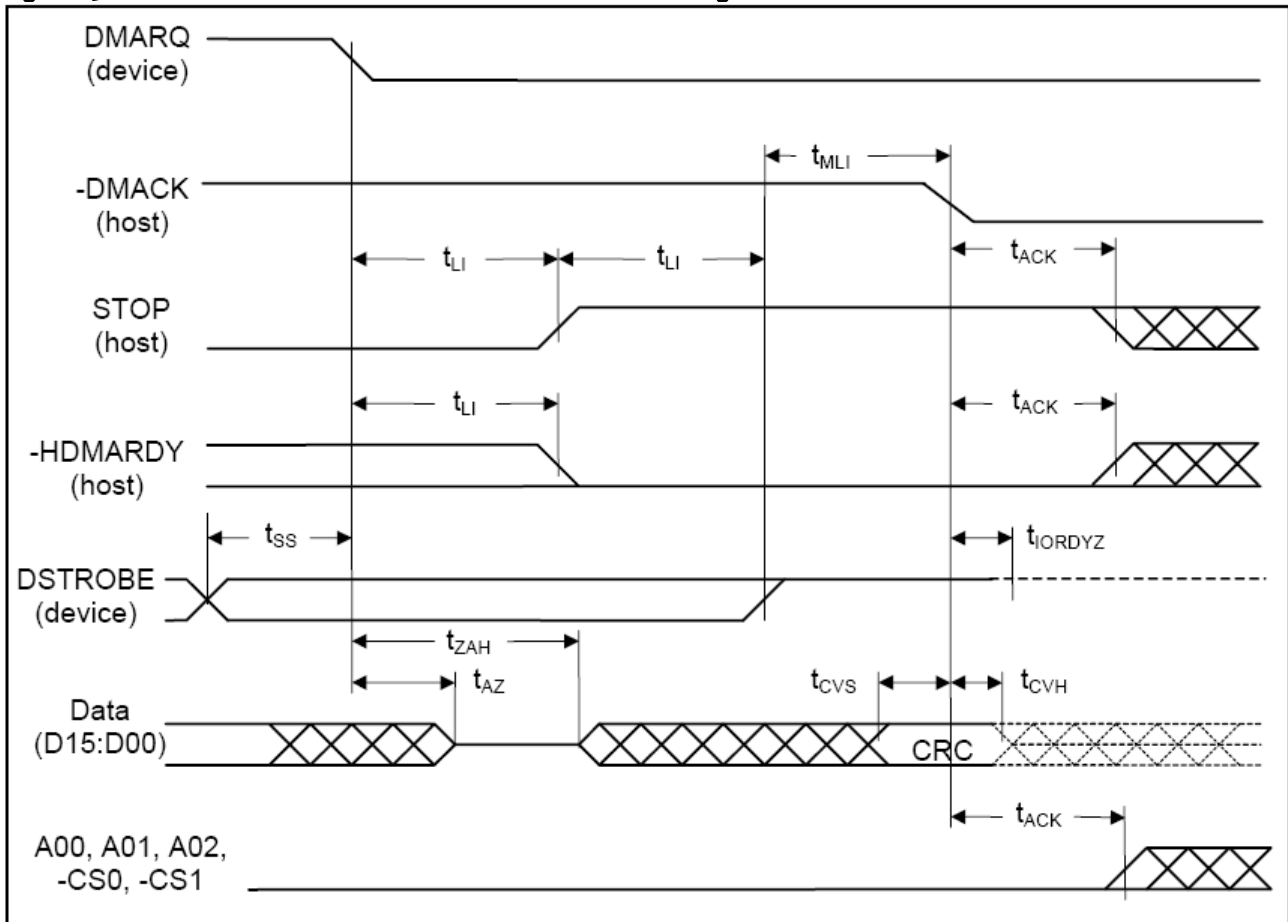 DMARQ
(device)
tMLI
-DMACK
(host)
tLI
tLI
tACK
STOP
(host)
tLI
tACK
-HDMARDY
(host)
tSS
tIORDYZ
DSTROBE
(device)
tZAH
tAZ
tCVS
tCVH
Data
(D15:D00)
CRC
tACK
A00, A01, A02,
-CS0, -CS1